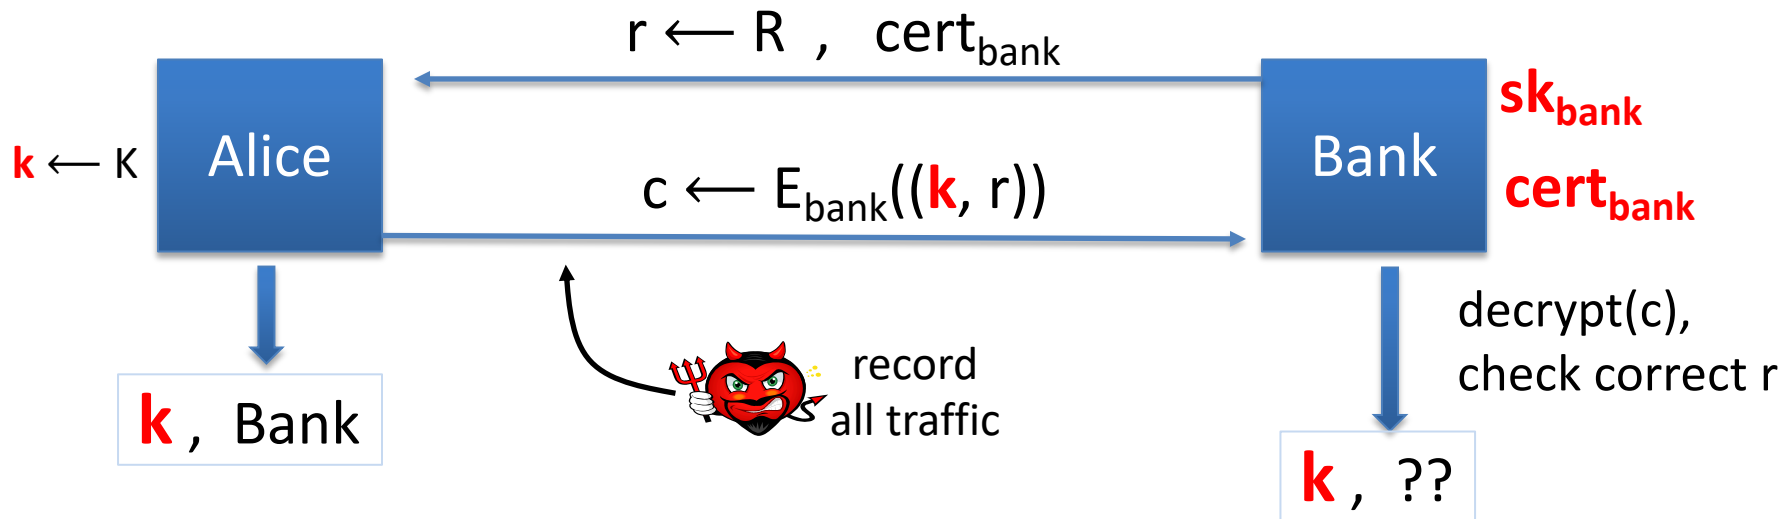 r ⟵ R , cert_bank
sk_bank
Alice
Bank
k ⟵ K
c ⟵ E_bank((k, r))
cert_bank
decrypt(c),
check correct r
record
all traffic
k , Bank
k , ??